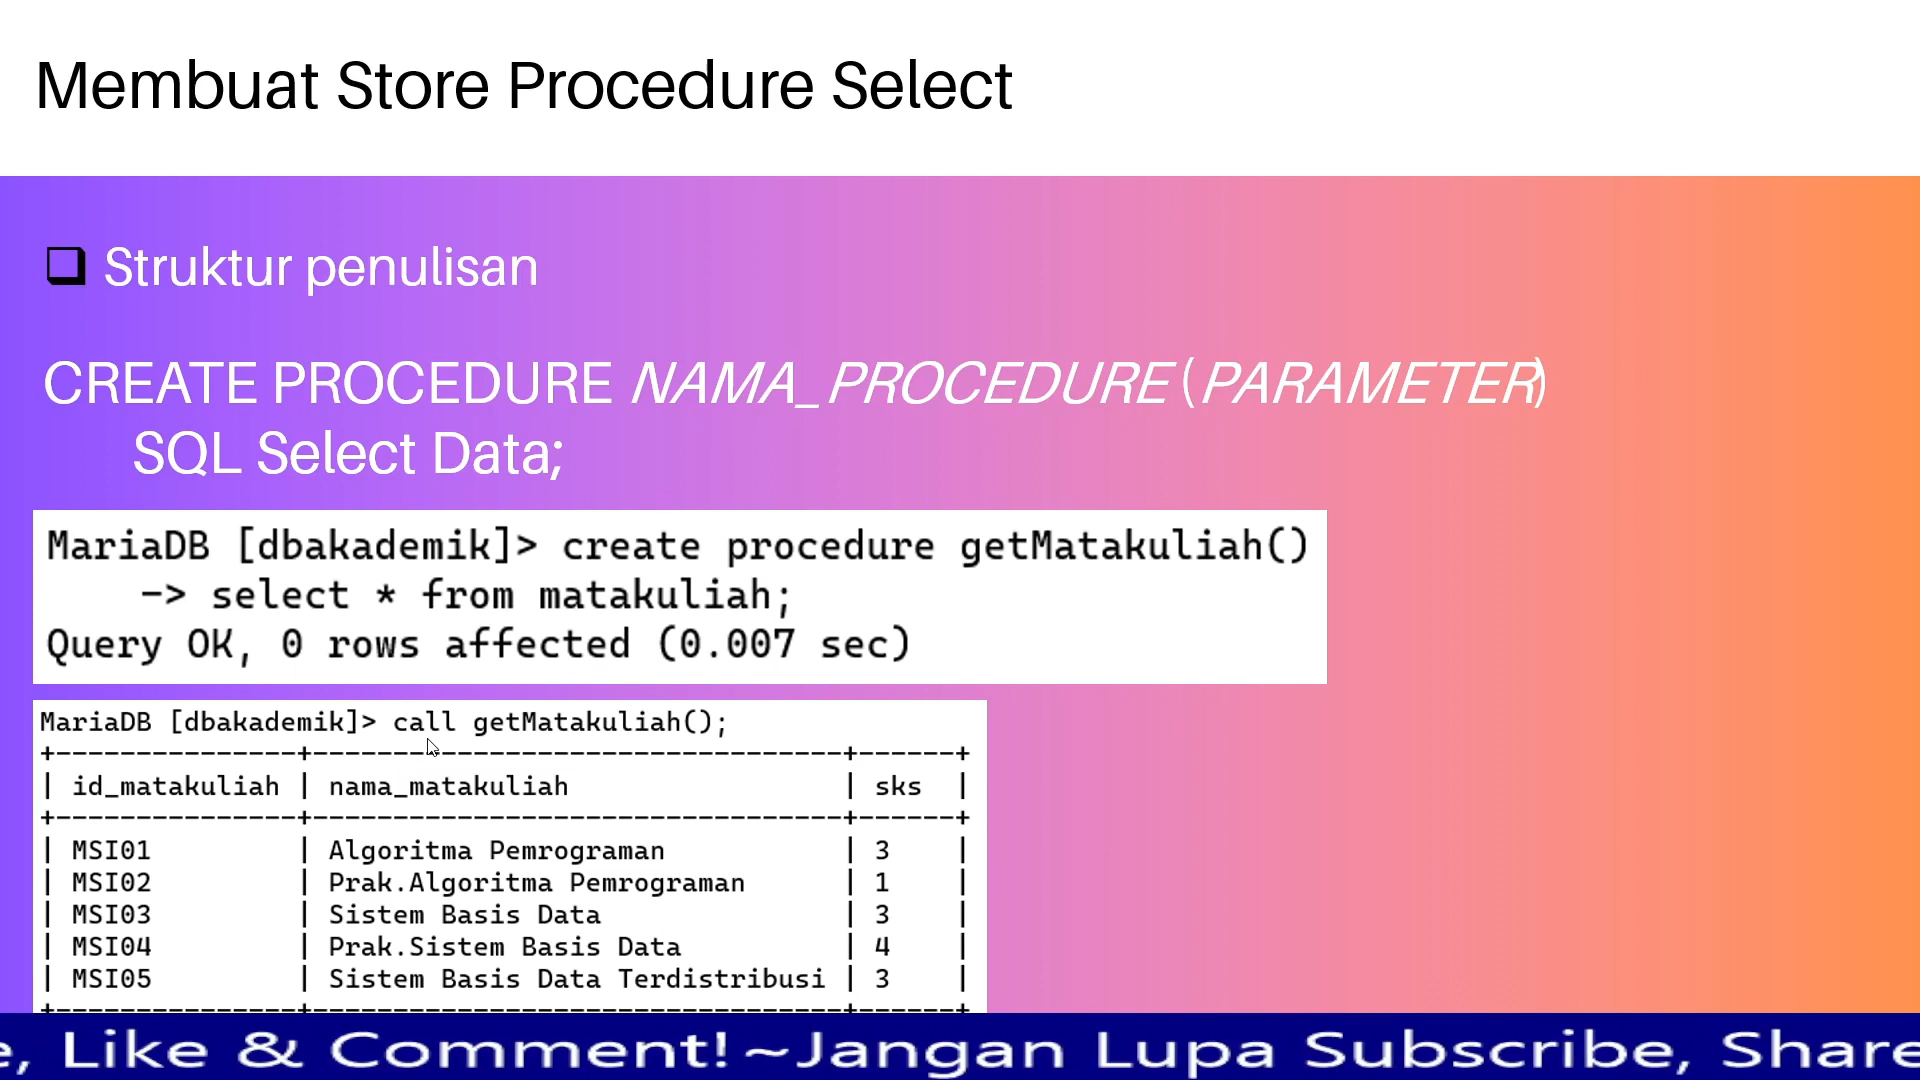 Membuat Store Procedure Select
❑ Struktur penulisan
CREATE PROCEDURE NAMA_PROCEDURE (PARAMETER)
SQL Select Data;
MariaDB [dbakademik]> create procedure getMatakuliah()
-> select * from matakuliah;
Query OK, 0 rows affected (0.007 sec)
MariaDB [dbakademik]> call getMatakuliah();
+---------------+---------------------------------+------+
| id_matakuliah | nama_matakuliah                 | sks  |
+---------------+---------------------------------+------+
| MSI01         | Algoritma Pemrograman           | 3    |
| MSI02         | Prak.Algoritma Pemrograman      | 1    |
| MSI03         | Sistem Basis Data               | 3    |
| MSI04         | Prak.Sistem Basis Data          | 4    |
| MSI05         | Sistem Basis Data Terdistribusi | 3    |
+---------------+---------------------------------+------+
e, Like & Comment!~Jangan Lupa Subscribe, Share